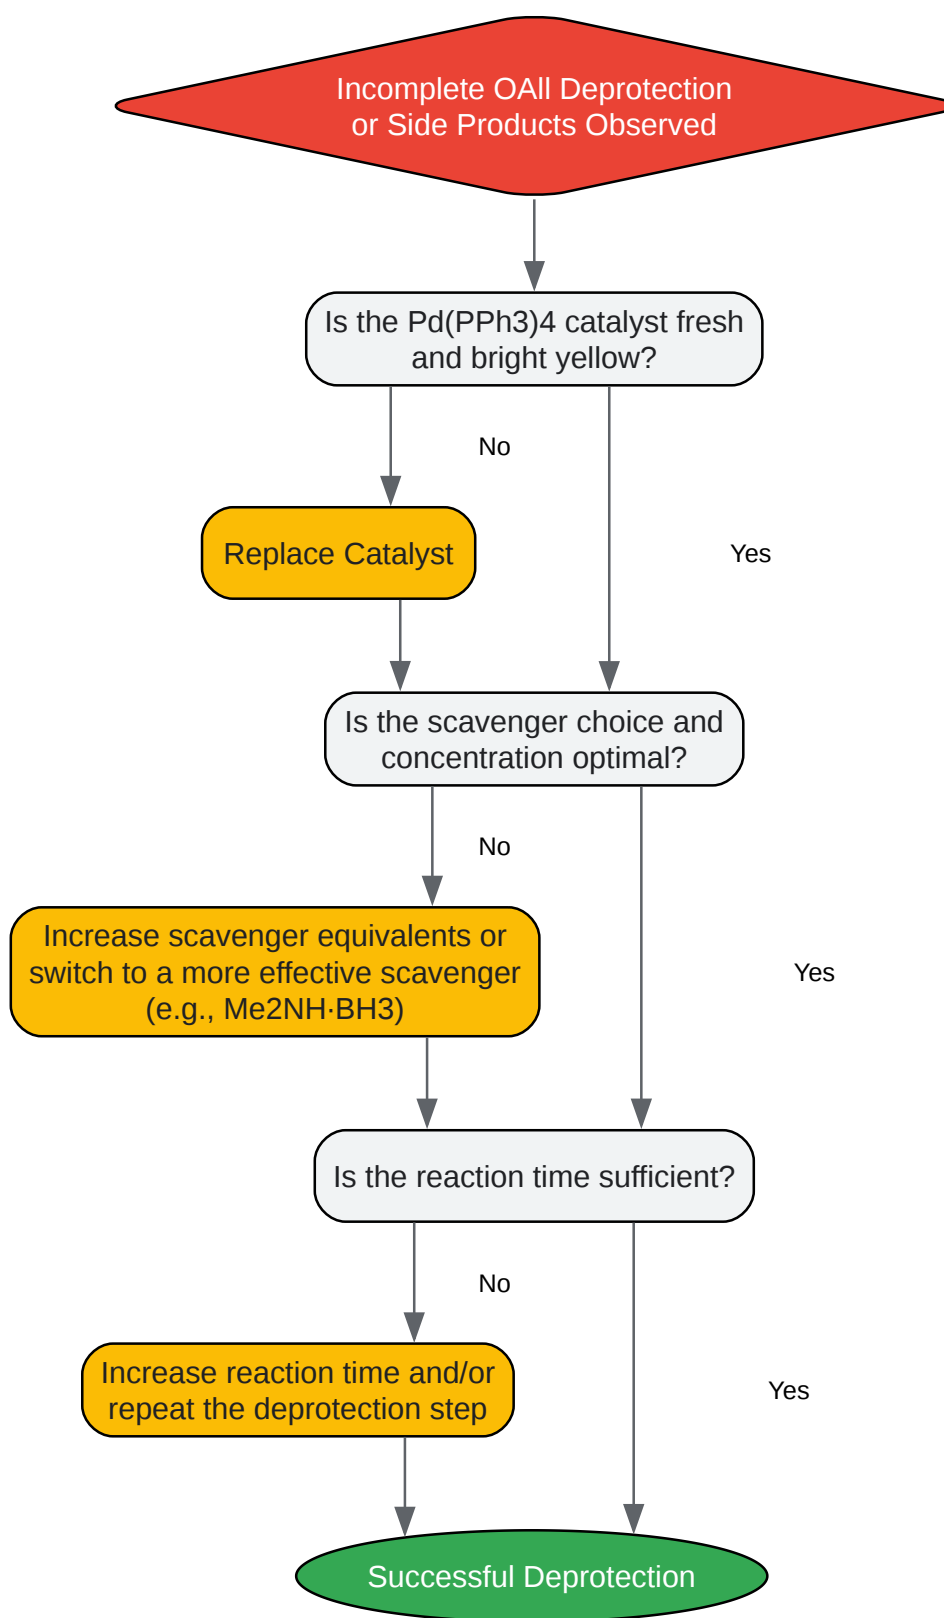 Incomplete OAll Deprotection
or Side Products Observed
Is the Pd(PPh3)4 catalyst fresh
and bright yellow?
No
Replace Catalyst
Yes
Is the scavenger choice and
concentration optimal?
No
Increase scavenger equivalents or
switch to a more effective scavenger
(e.g., Me2NH·BH3)
Yes
Is the reaction time sufficient?
No
Increase reaction time and/or
repeat the deprotection step
Yes
Successful Deprotection